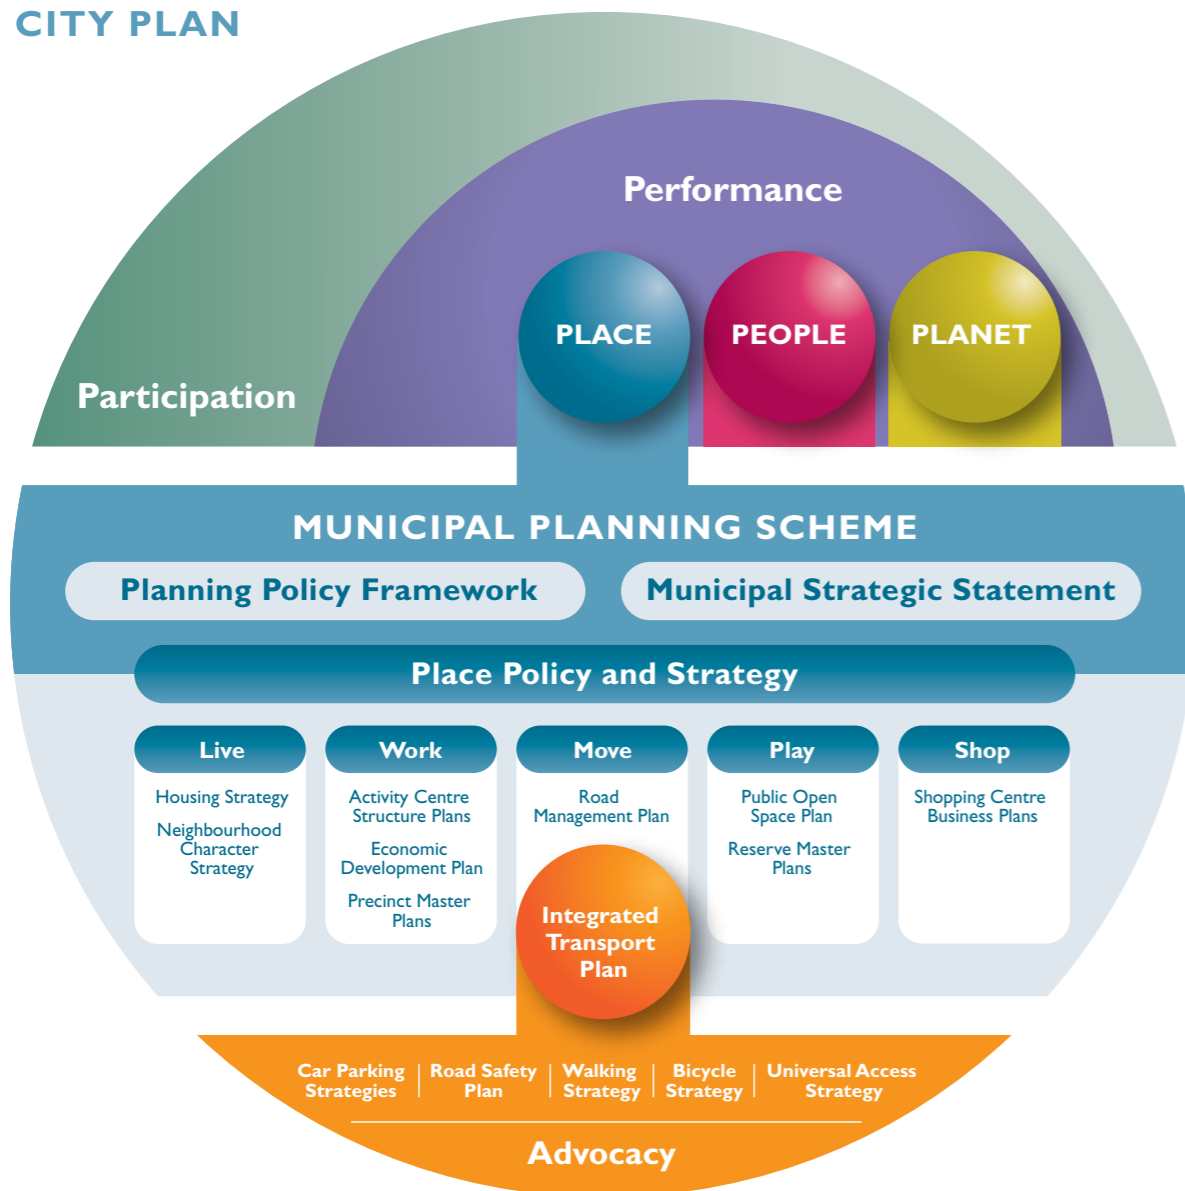 CITY PLAN
Performance
PLACE
PEOPLE
PLANET
Participation
MUNICIPAL PLANNING SCHEME
Planning Policy Framework
Municipal Strategic Statement
Place Policy and Strategy
Live
Housing Strategy
Neighbourhood
Character
Strategy
Work
Activity Centre
Structure Plans
Economic
Development Plan
Precinct Master
Plans
Move
Road
Management Plan
Integrated
Transport
Plan
Play
Public Open
Space Plan
Reserve Master
Plans
Shop
Shopping Centre
Business Plans
Car Parking
Strategies
Road Safety
Plan
Walking
Strategy
Bicycle
Strategy
Universal Access
Strategy
Advocacy